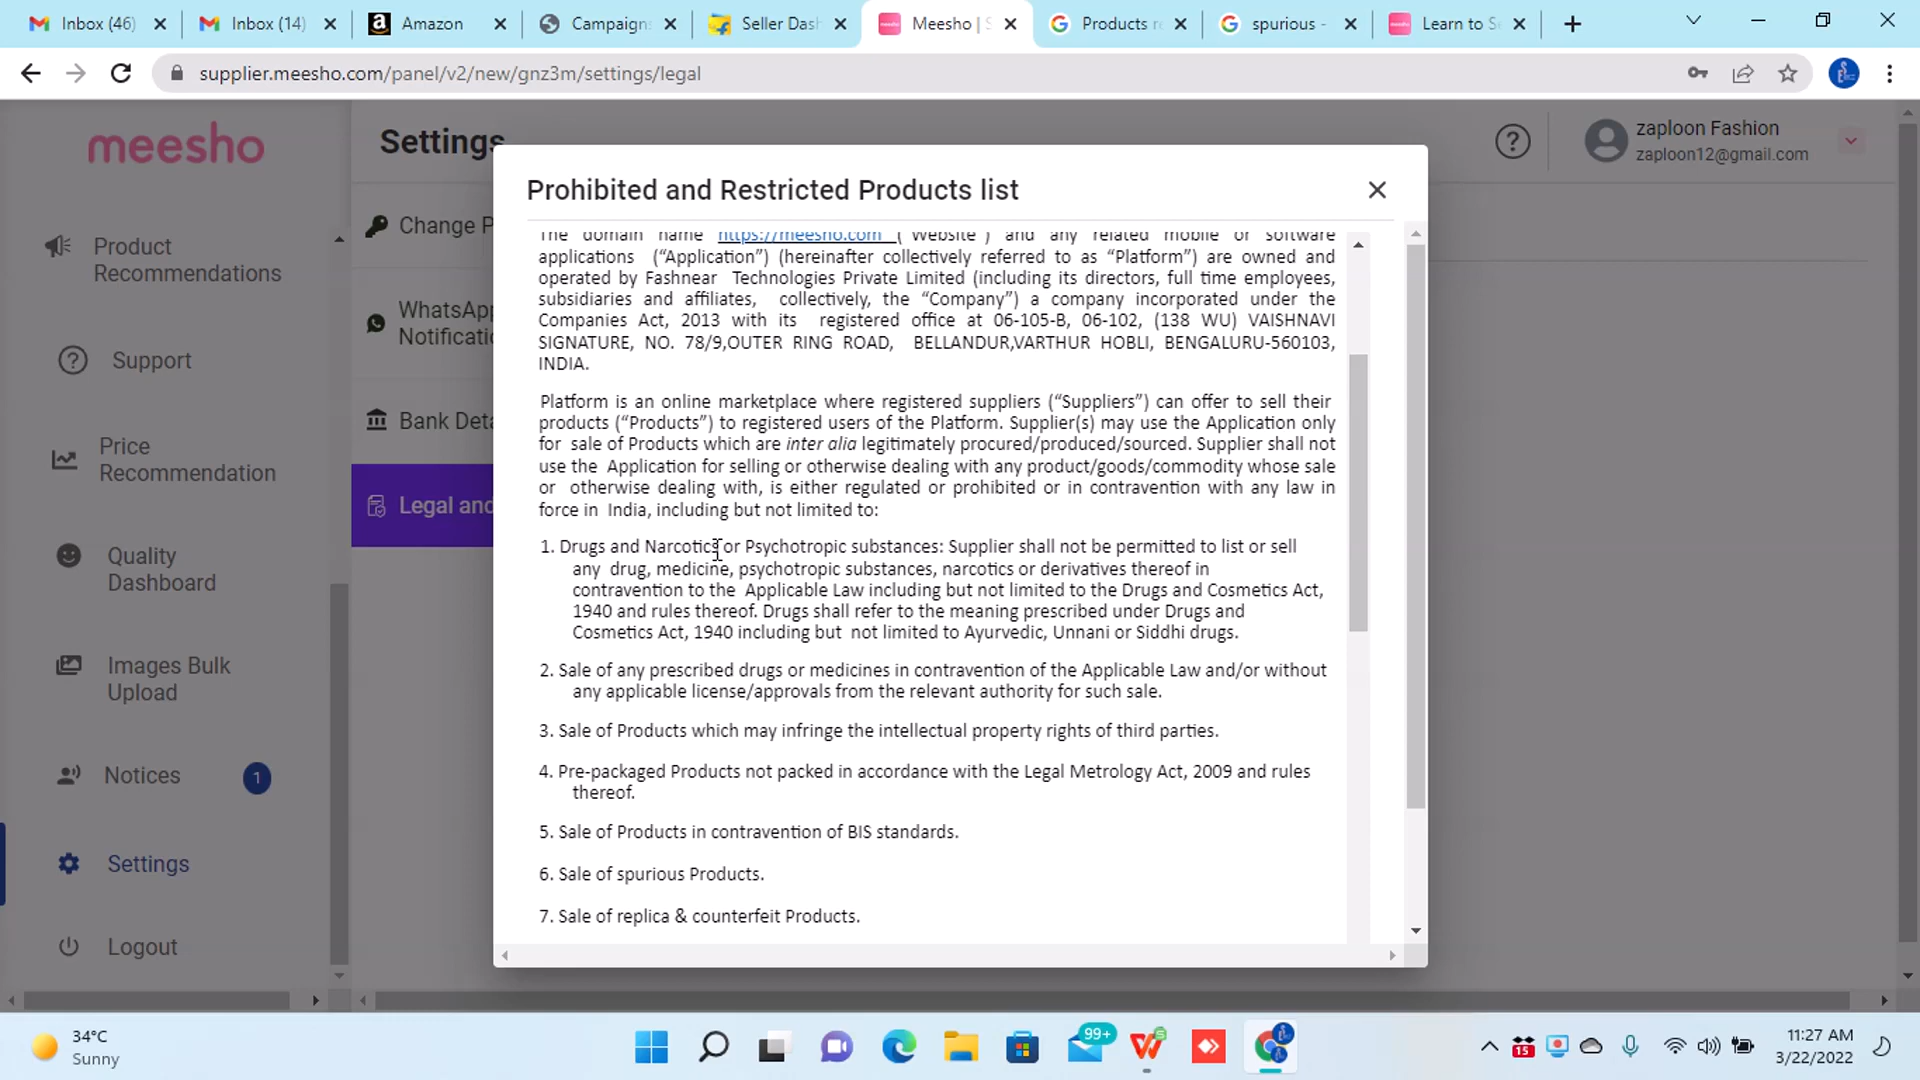 Inbox (46)
Inbox (14)
Amazon
Campaigns
Seller Das
Meesho | S
Products r
spurious -
Learn to S
supplier.meesho.com/panel/v2/new/gnz3m/settings/legal
meesho
Settings
zaploon Fashion
zaploon12@gmail.com
Product
Recommendations
Support
Price
Recommendation
Quality
Dashboard
Images Bulk
Upload
Notices 1
Settings
Logout
Change P
WhatsApp
Notificatio
Bank Deta
Legal and
Prohibited and Restricted Products list
The domain name https://meesho.com ("Website") and any related mobile or software
applications (“Application”) (hereinafter collectively referred to as “Platform”) are owned and
operated by Fashnear Technologies Private Limited (including its directors, full time employees,
subsidiaries and affiliates, collectively, the “Company”) a company incorporated under the
Companies Act, 2013 with its registered office at 06-105-B, 06-102, (138 WU) VAISHNAVI
SIGNATURE, NO. 78/9,OUTER RING ROAD, BELLANDUR,VARTHUR HOBLI, BENGALURU-560103,
INDIA.
Platform is an online marketplace where registered suppliers (“Suppliers”) can offer to sell their
products (“Products”) to registered users of the Platform. Supplier(s) may use the Application only
for sale of Products which are inter alia legitimately procured/produced/sourced. Supplier shall not
use the Application for selling or otherwise dealing with any product/goods/commodity whose sale
or otherwise dealing with, is either regulated or prohibited or in contravention with any law in
force in India, including but not limited to:
1. Drugs and Narcotics or Psychotropic substances: Supplier shall not be permitted to list or sell
any drug, medicine, psychotropic substances, narcotics or derivatives thereof in
contravention to the Applicable Law including but not limited to the Drugs and Cosmetics Act,
1940 and rules thereof. Drugs shall refer to the meaning prescribed under Drugs and
Cosmetics Act, 1940 including but not limited to Ayurvedic, Unnani or Siddhi drugs.
2. Sale of any prescribed drugs or medicines in contravention of the Applicable Law and/or without
any applicable license/approvals from the relevant authority for such sale.
3. Sale of Products which may infringe the intellectual property rights of third parties.
4. Pre-packaged Products not packed in accordance with the Legal Metrology Act, 2009 and rules
thereof.
5. Sale of Products in contravention of BIS standards.
6. Sale of spurious Products.
7. Sale of replica & counterfeit Products.
34°C
Sunny
99+
15
11:27 AM
3/22/2022